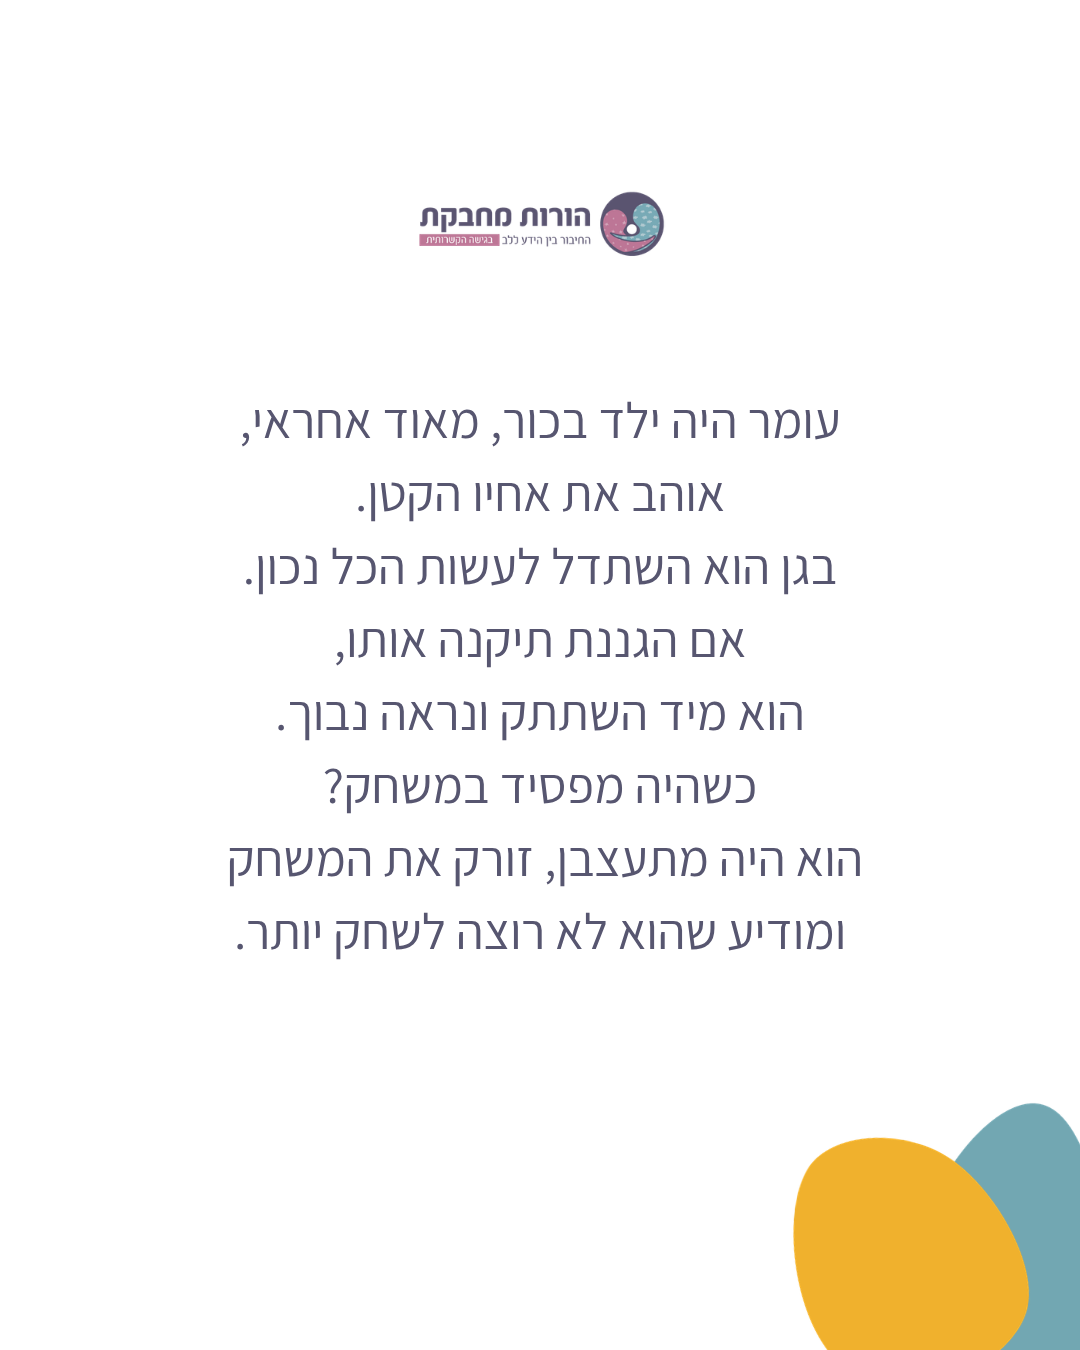 הורות מחבקת
החיבור בין הידע ללב בגישה הקשרותית
עומר היה ילד בכור, מאוד אחראי,
אוהב את אחיו הקטן.
בגן הוא השתדל לעשות הכל נכון.
אם הגננת תיקנה אותו,
הוא מיד השתתק ונראה נבוך.
כשהיה מפסיד במשחק?
הוא היה מתעצבן, זורק את המשחק
ומודיע שהוא לא רוצה לשחק יותר.